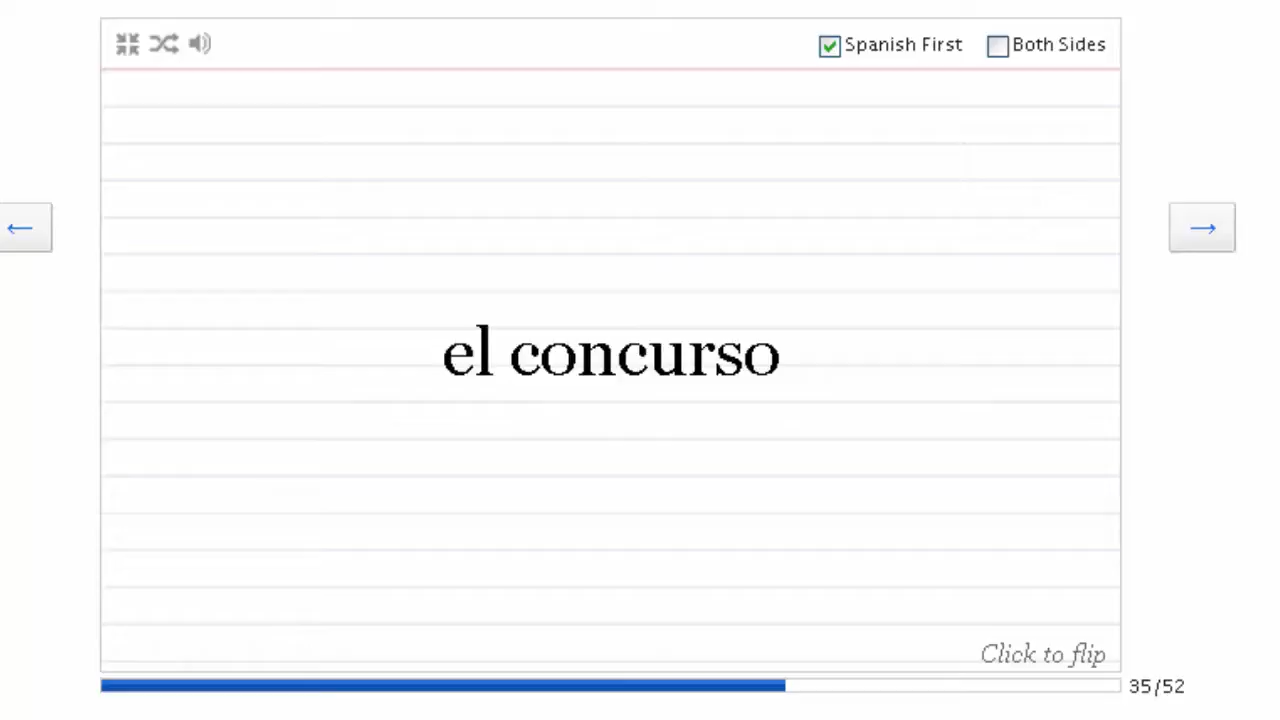 Spanish First
Both Sides
el concurso
Click to flip
35/52